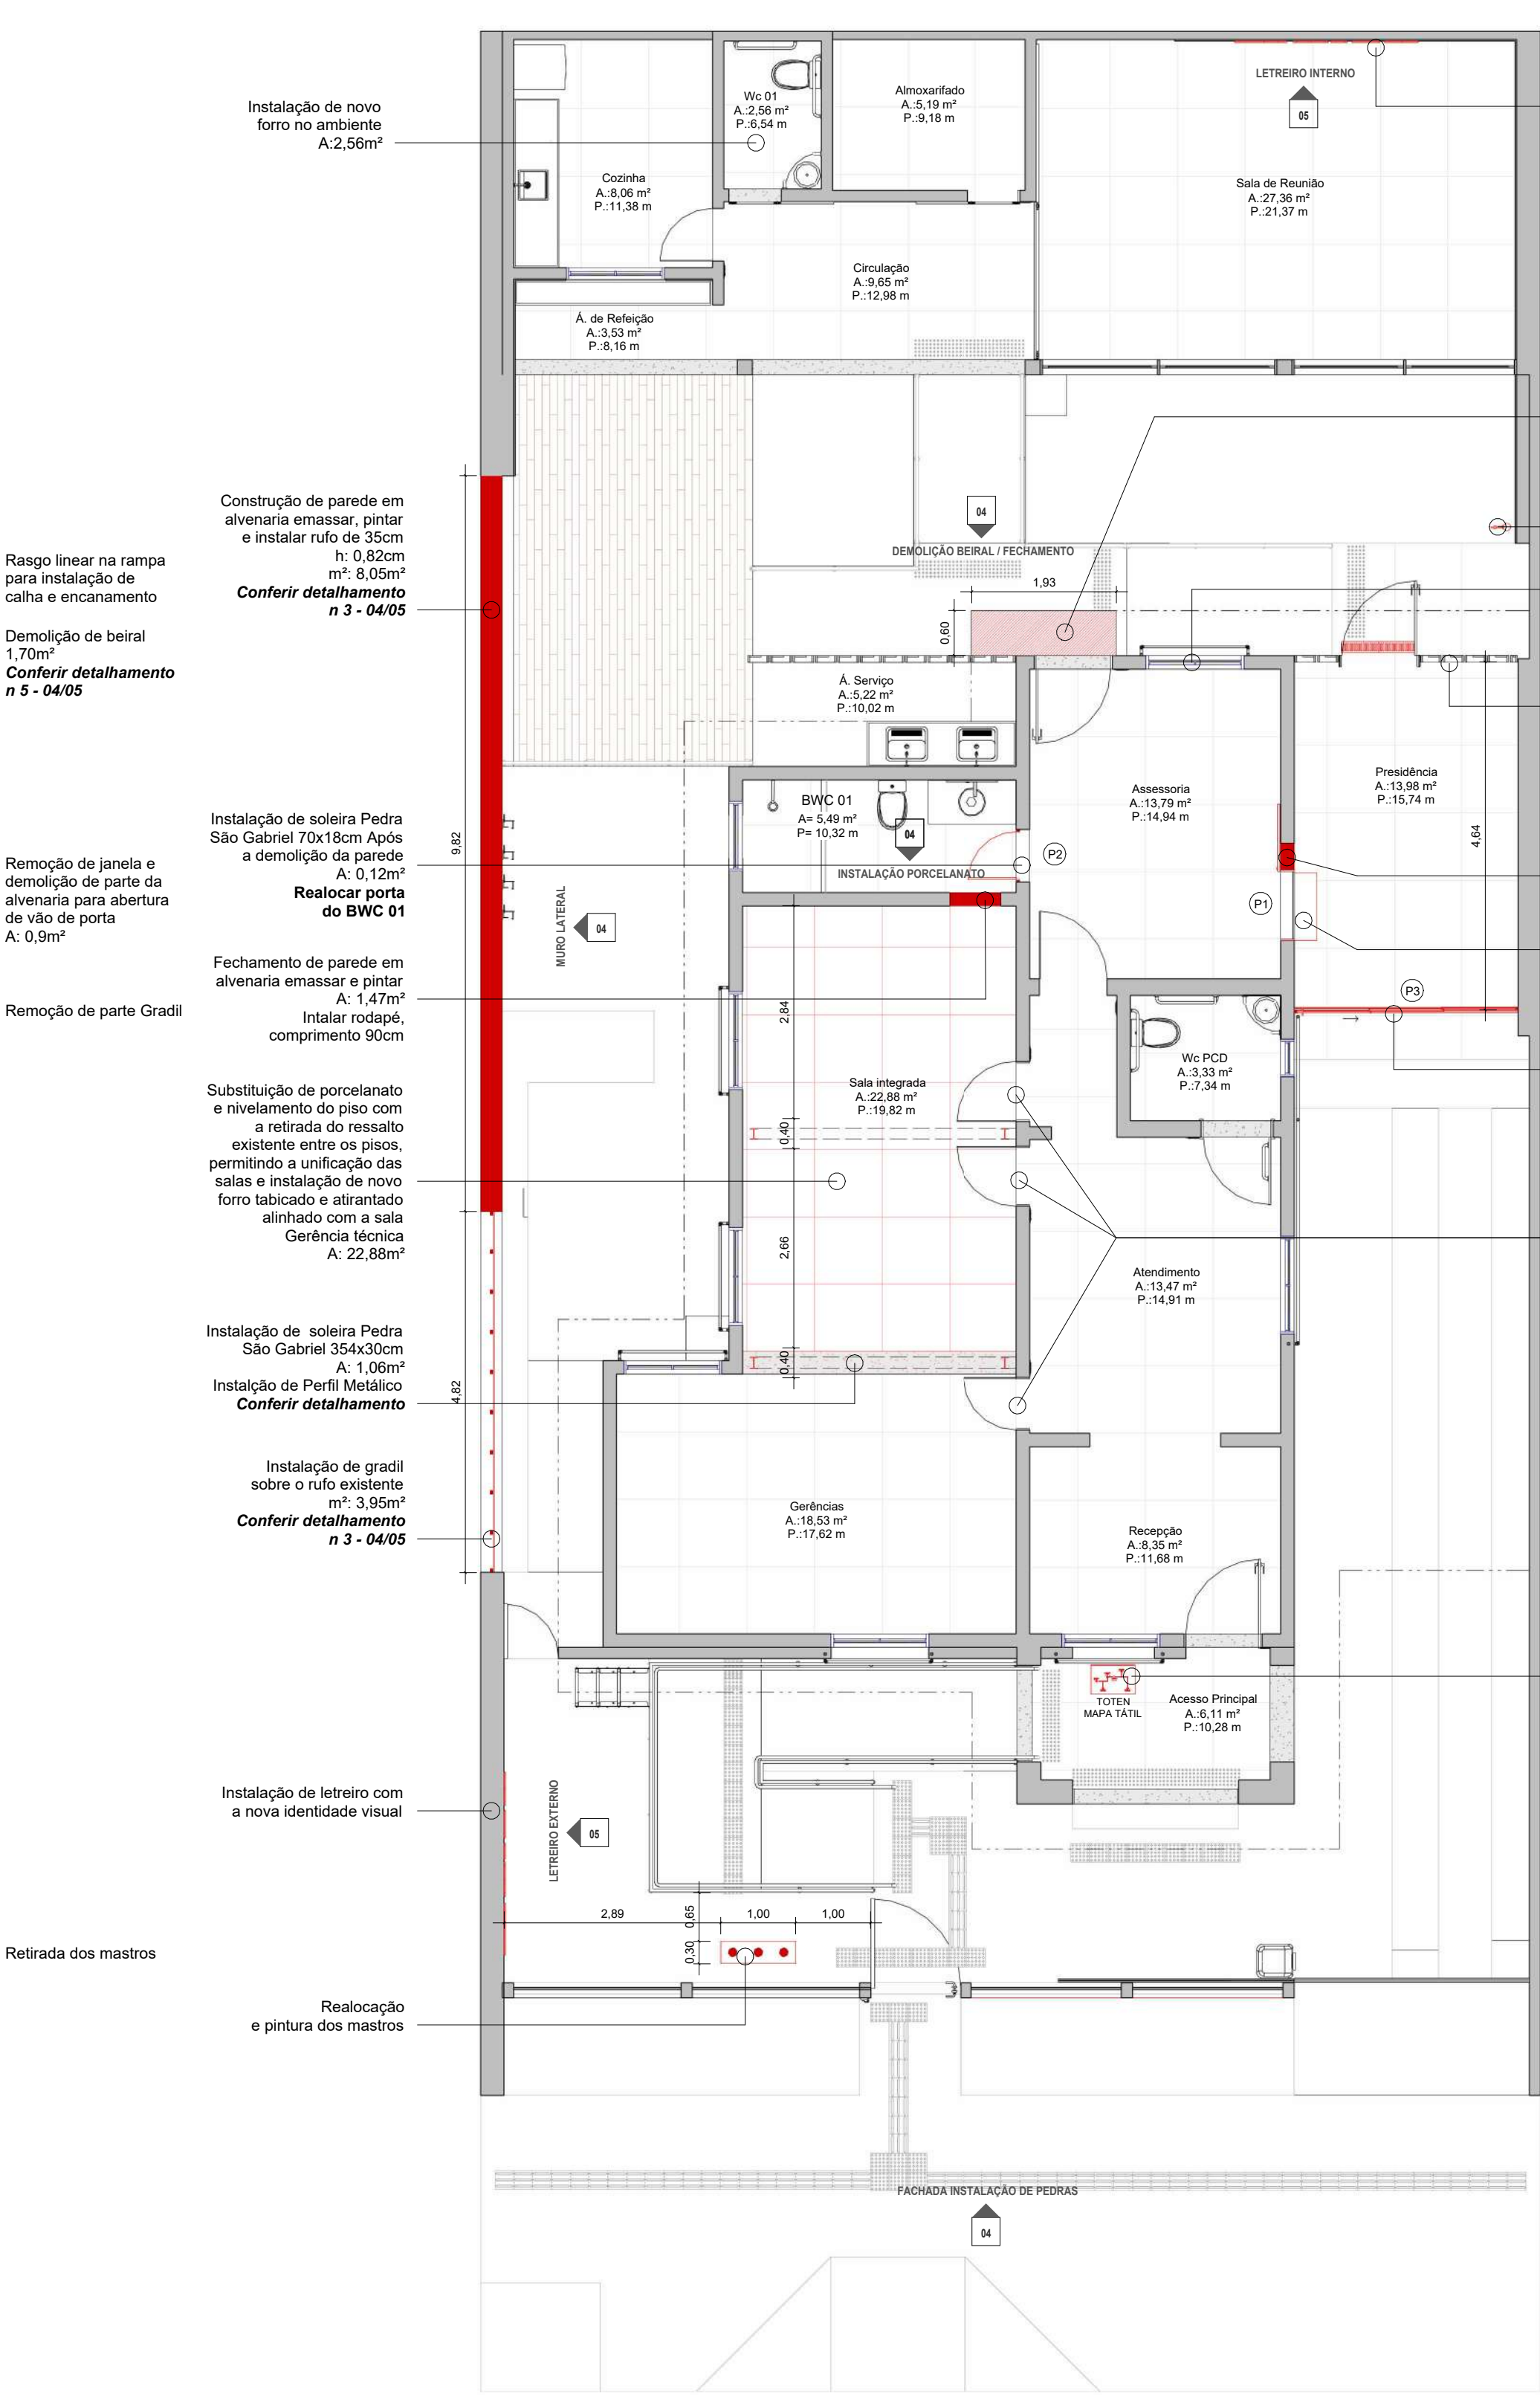 Rasgo linear na rampa
para instalação de
calha e encanamento
Demolição de beiral
1,70m²
Conferir detalhamento
n 5 - 04/05
Remoção de janela e
demolição de parte da
alvenaria para abertura
de vão de porta
A: 0,9m²
Remoção de parte Gradil
Retirada dos mastros
Instalação de novo
forro no ambiente
A:2,56m²
Construção de parede em
alvenaria emassar, pintar
e instalar rufo de 35cm
h: 0,82cm
m²: 8,05m²
Conferir detalhamento
n 3 - 04/05
Instalação de soleira Pedra
São Gabriel 70x18cm Após
a demolição da parede
A: 0,12m²
Realocar porta
do BWC 01
Fechamento de parede em
alvenaria emassar e pintar
A: 1,47m²
Intalar rodapé,
comprimento 90cm
Substituição de porcelanato
e nivelamento do piso com
a retirada do ressalto
existente entre os pisos,
permitindo a unificação das
salas e instalação de novo
forro tabicado e atirantado
alinhado com a sala
Gerência técnica
A: 22,88m²
Instalação de soleira Pedra
São Gabriel 354x30cm
A: 1,06m²
Instalção de Perfil Metálico
Conferir detalhamento
Instalação de gradil
sobre o rufo existente
m²: 3,95m²
Conferir detalhamento
n 3 - 04/05
Instalação de letreiro com
a nova identidade visual
Realocação
e pintura dos mastros
Wc 01
A.:2,56 m²
P.:6,54 m
Almoxarifado
A.:5,19 m²
P.:9,18 m
LETREIRO INTERNO
05
Cozinha
A.:8,06 m²
P.:11,38 m
Sala de Reunião
A.:27,36 m²
P.:21,37 m
Circulação
A.:9,65 m²
P.:12,98 m
Á. de Refeição
A.:3,53 m²
P.:8,16 m
04
DEMOLIÇÃO BEIRAL / FECHAMENTO
1,93
0,60
Á. Serviço
A.:5,22 m²
P.:10,02 m
9,82
BWC 01
A= 5,49 m²
P= 10,32 m
04
INSTALAÇÃO PORCELANATO
Assessoria
A.:13,79 m²
P.:14,94 m
Presidência
A.:13,98 m²
P.:15,74 m
4,64
P2
P1
P3
MURO LATERAL
04
2,84
Wc PCD
A.:3,33 m²
P.:7,34 m
Sala integrada
A.:22,88 m²
P.:19,82 m
0,40
2,66
Atendimento
A.:13,47 m²
P.:14,91 m
0,40
4,82
Gerências
A.:18,53 m²
P.:17,62 m
Recepção
A.:8,35 m²
P.:11,68 m
TOTEN
MAPA TÁTIL
Acesso Principal
A.:6,11 m²
P.:10,28 m
LETREIRO EXTERNO
05
2,89
0,65
1,00
1,00
0,30
FACHADA INSTALAÇÃO DE PEDRAS
04